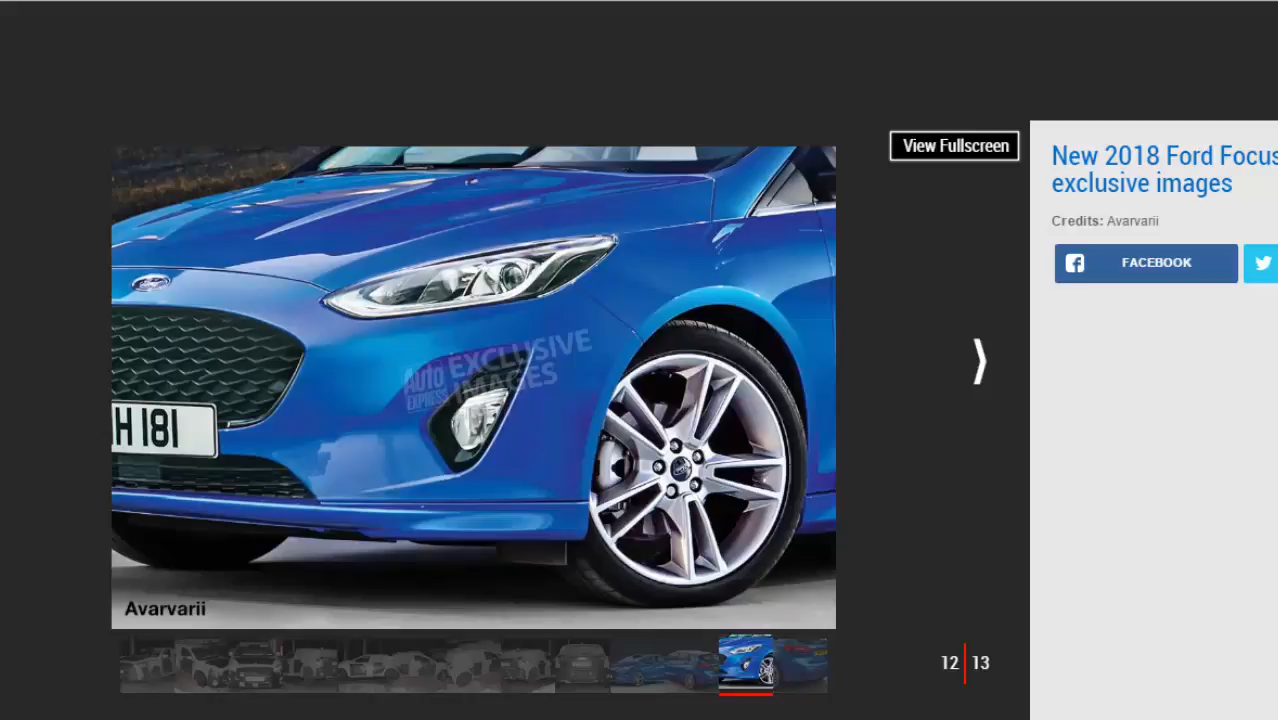 View Fullscreen
New 2018 Ford Focus
exclusive images
Credits: Avarvarii
FACEBOOK
AUTO
EXPRESS
EXCLUSIVE
IMAGES
H 181
Avarvarii
12
13